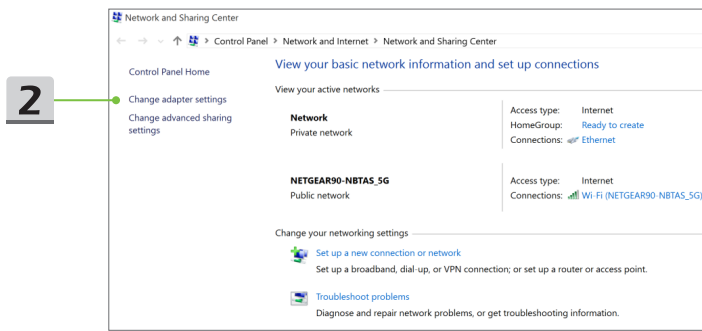 Network and Sharing Center
Control Panel > Network and Internet > Network and Sharing Center
Control Panel Home
2
Change adapter settings
Change advanced sharing
settings
View your basic network information and set up connections
View your active networks
Network
Private network
Access type: Internet
HomeGroup: Ready to create
Connections: Ethernet
NETGEAR90-NBTAS_5G
Public network
Access type: Internet
Connections: Wi-Fi (NETGEAR90-NBTAS_5G)
Change your networking settings
Set up a new connection or network
Set up a broadband, dial-up, or VPN connection; or set up a router or access point.
Troubleshoot problems
Diagnose and repair network problems, or get troubleshooting information.